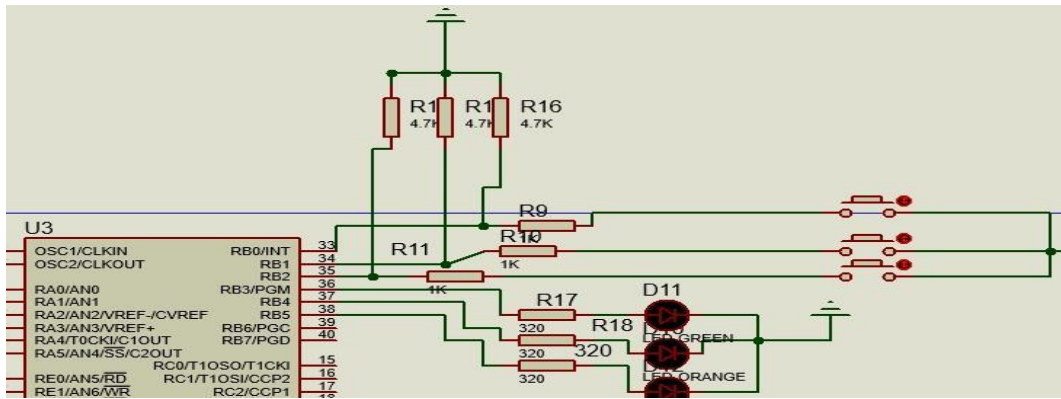 R1 R1 R16
4.7K 4.7K 4.7K
R9
1K
U3
R10
1K
R11
1K
OSC1/CLKIN
OSC2/CLKOUT
RA0/AN0
RA1/AN1
RA2/AN2/VREF-/CVREF
RA3/AN3/VREF+
RA4/T0CKI/C1OUT
RA5/AN4/SS/C2OUT
RE0/AN5/RD
RE1/AN6/WR
RB0/INT
RB1
RB2
RB3/PGM
RB4
RB5
RB6/PGC
RB7/PGD
RC0/T1OSO/T1CKI
RC1/T1OSI/CCP2
RC2/CCP1
33
34
35
36
37
38
39
40
15
16
17
R17
320
R18
320
320
320
D11
LED GREEN
LED ORANGE